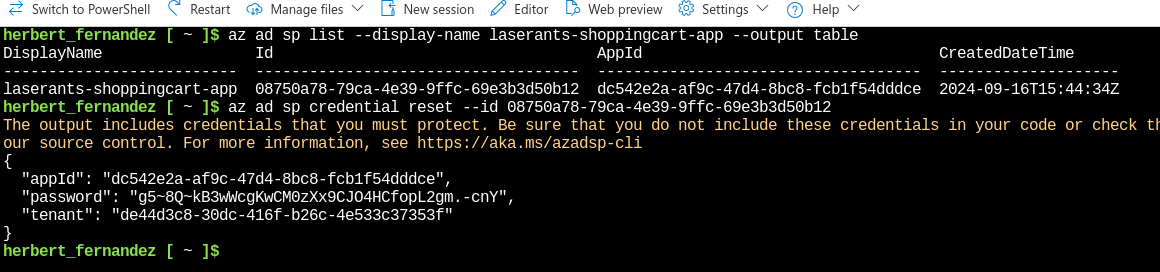 Switch to PowerShell Restart Manage files New session Editor Web preview Settings Help
herbert_fernandez [ ~ ]$ az ad sp list --display-name laserants-shoppingcart-app --output table
DisplayName Id AppId CreatedDateTime
-------------------------- ------------------------------------ ------------------------------------ --------------------
laserants-shoppingcart-app 08750a78-79ca-4e39-9ffc-69e3b3d50b12 dc542e2a-af9c-47d4-8bc8-fcb1f54dddce 2024-09-16T15:44:34Z
herbert_fernandez [ ~ ]$ az ad sp credential reset --id 08750a78-79ca-4e39-9ffc-69e3b3d50b12
The output includes credentials that you must protect. Be sure that you do not include these credentials in your code or check th
our source control. For more information, see https://aka.ms/azadsp-cli
{
  "appId": "dc542e2a-af9c-47d4-8bc8-fcb1f54dddce",
  "password": "g5~8Q~kB3wWcgKwCM0zXx9CJO4HCfopL2gm.-cnY",
  "tenant": "de44d3c8-30dc-416f-b26c-4e533c37353f"
}
herbert_fernandez [ ~ ]$